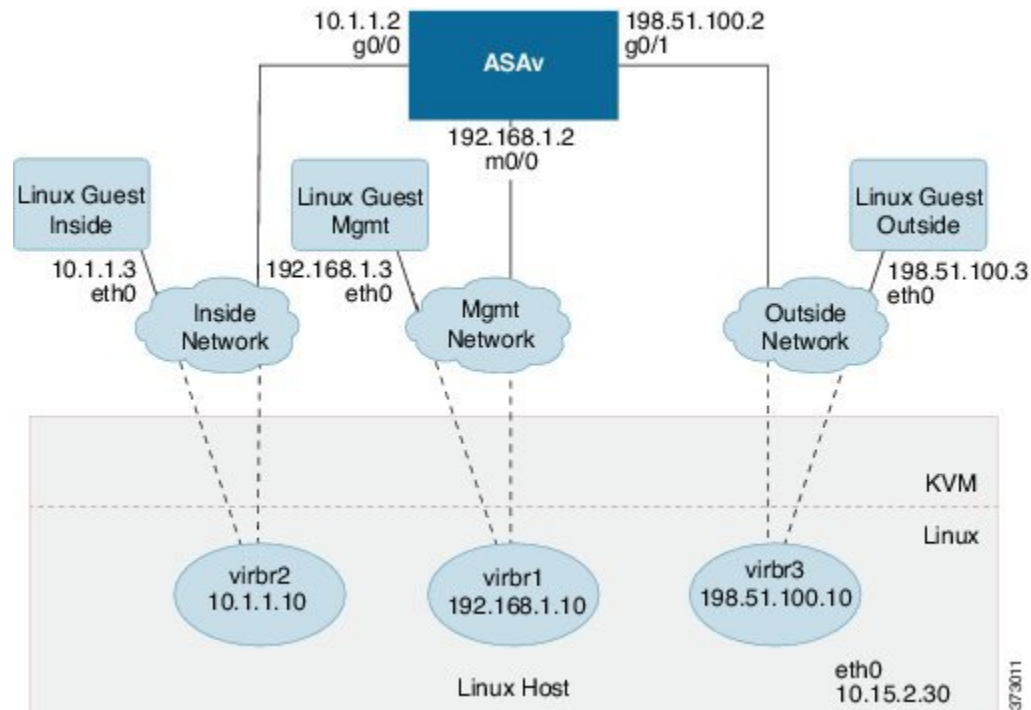 10.1.1.2
g0/0
ASAv
198.51.100.2
g0/1
192.168.1.2
m0/0
Linux Guest
Inside
Linux Guest
Mgmt
Linux Guest
Outside
10.1.1.3
eth0
192.168.1.3
eth0
198.51.100.3
eth0
Inside
Network
Mgmt
Network
Outside
Network
KVM
Linux
virbr2
10.1.1.10
virbr1
192.168.1.10
virbr3
198.51.100.10
Linux Host
eth0
10.15.2.30
373011